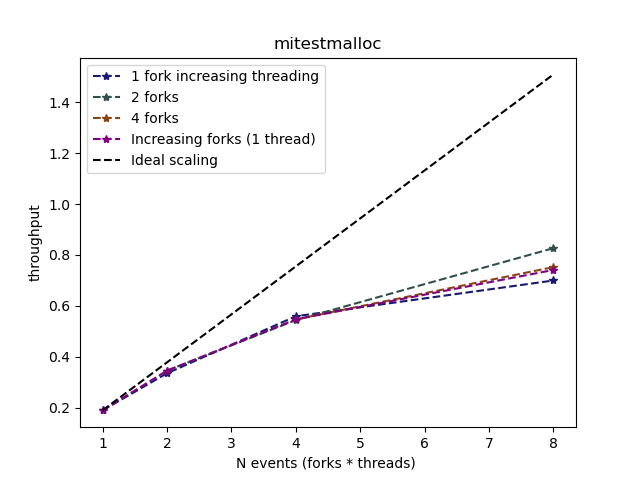 mitestmalloc
1 fork increasing threading
2 forks
4 forks
Increasing forks (1 thread)
Ideal scaling
throughput
1.4
1.2
1.0
0.8
0.6
0.4
0.2
1 2 3 4 5 6 7 8
N events (forks * threads)